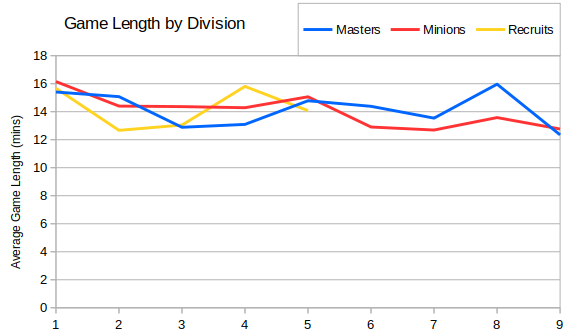 Game Length by Division
Masters Minions Recruits
Average Game Length (mins)
18
16
14
12
10
8
6
4
2
0
1 2 3 4 5 6 7 8 9